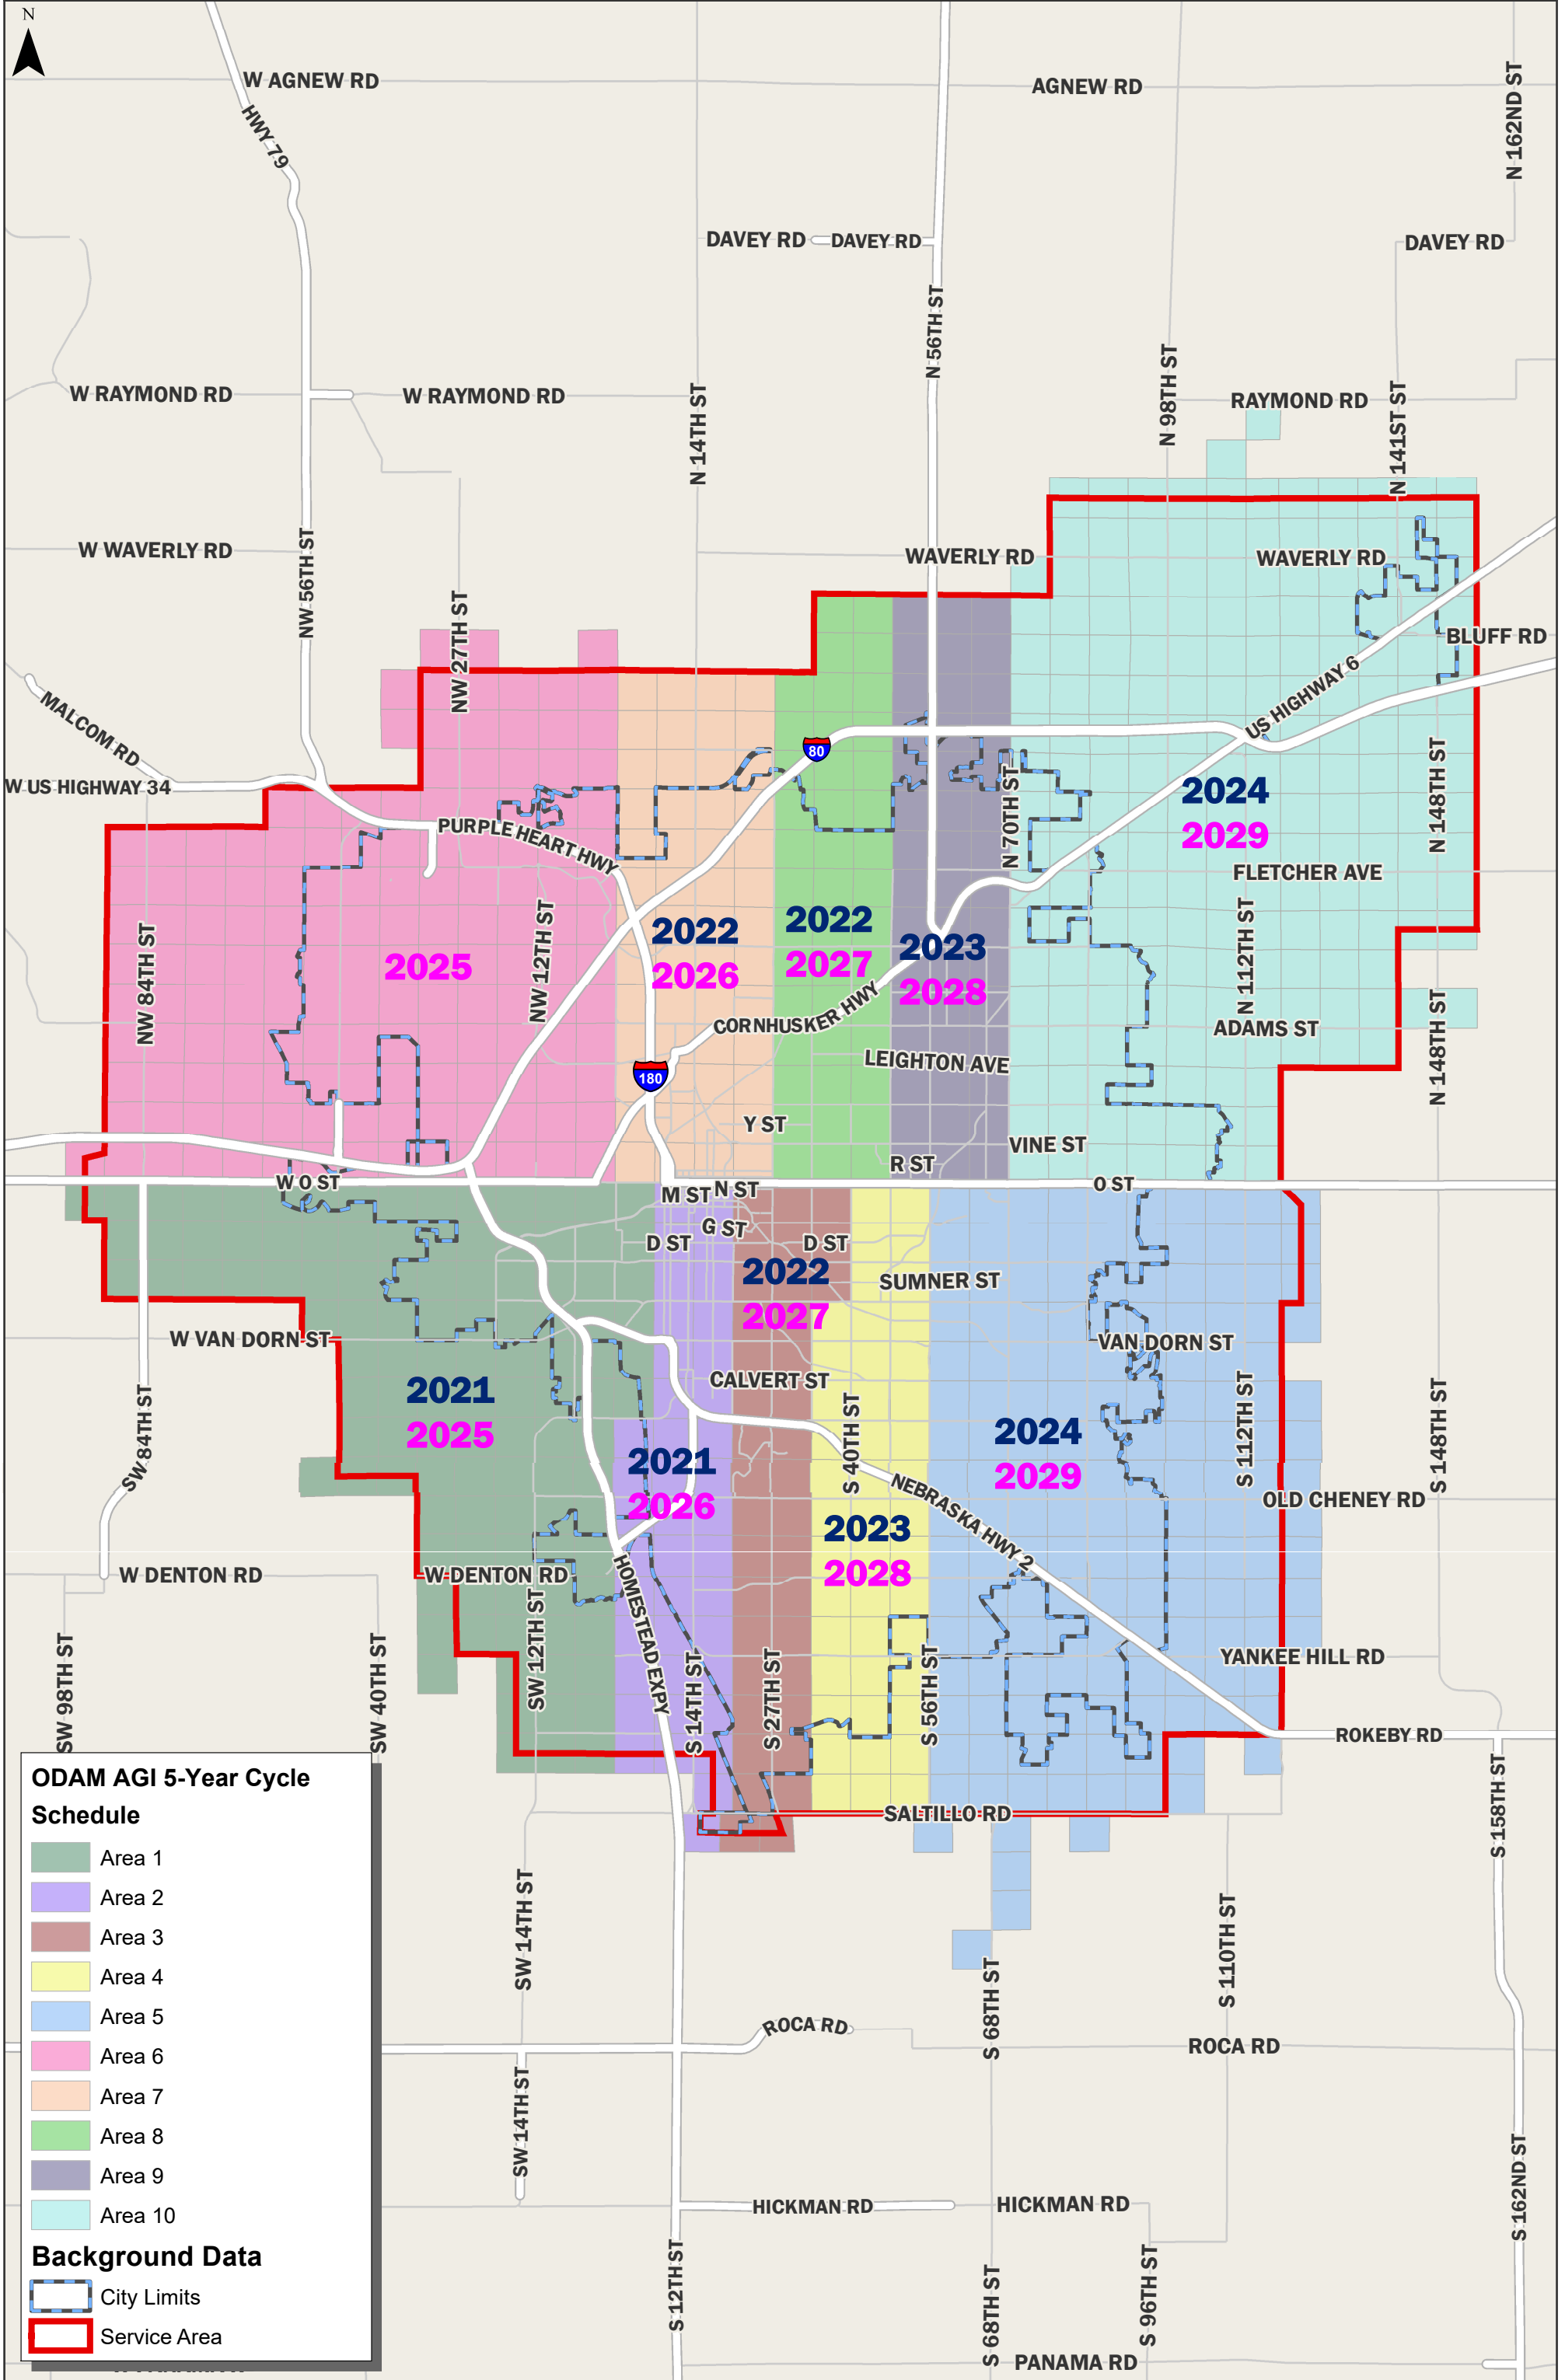 N
W AGNEW RD
AGNEW RD
N 162ND ST
HWY 79
DAVEY RD
DAVEY RD
DAVEY RD
N 56TH ST
W RAYMOND RD
W RAYMOND RD
N 14TH ST
N 98TH ST
RAYMOND RD
N 141ST ST
W WAVERLY RD
NW 56TH ST
WAVERLY RD
WAVERLY RD
NW 27TH ST
BLUFF RD
MALCOM RD
US HIGHWAY 6
80
W US HIGHWAY 34
N 70TH ST
2024
2029
N 148TH ST
PURPLE HEART HWY
FLETCHER AVE
NW 84TH ST
2025
NW 12TH ST
2022
2026
2022
2027
2023
2028
N 112TH ST
CORNHUSKER HWY
ADAMS ST
N 148TH ST
LEIGHTON AVE
180
Y ST
VINE ST
R ST
W O ST
M ST
N ST
O ST
G ST
D ST
D ST
2022
2027
SUMNER ST
W VAN DORN ST
VAN DORN ST
2021
2025
CALVERT ST
SW 84TH ST
S 40TH ST
2024
2029
S 112TH ST
S 148TH ST
2021
2026
NEBRASKA HWY 2
OLD CHENEY RD
2023
2028
W DENTON RD
W DENTON RD
HOMESTEAD EXPY
SW 98TH ST
SW 40TH ST
SW 12TH ST
S 14TH ST
S 27TH ST
S 56TH ST
YANKEE HILL RD
ROKEBY RD
SALTILLO RD
S 158TH ST
SW 14TH ST
S 68TH ST
S 110TH ST
ROCA RD
ROCA RD
SW 14TH ST
HICKMAN RD
HICKMAN RD
S 162ND ST
S 12TH ST
S 68TH ST
S 96TH ST
PANAMA RD
ODAM AGI 5-Year Cycle
Schedule
Area 1
Area 2
Area 3
Area 4
Area 5
Area 6
Area 7
Area 8
Area 9
Area 10
Background Data
City Limits
Service Area